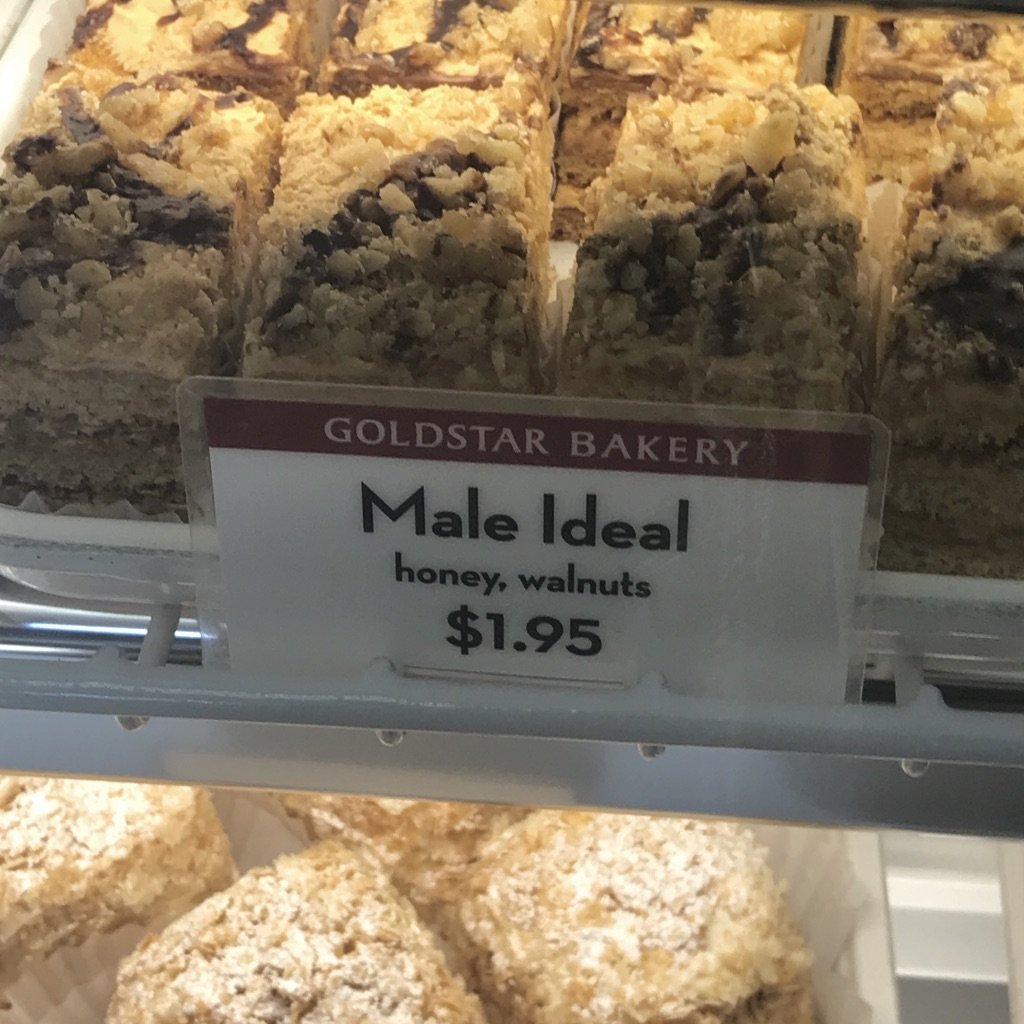 GOLDSTAR BAKERY
Male Ideal
honey, walnuts
$1.95